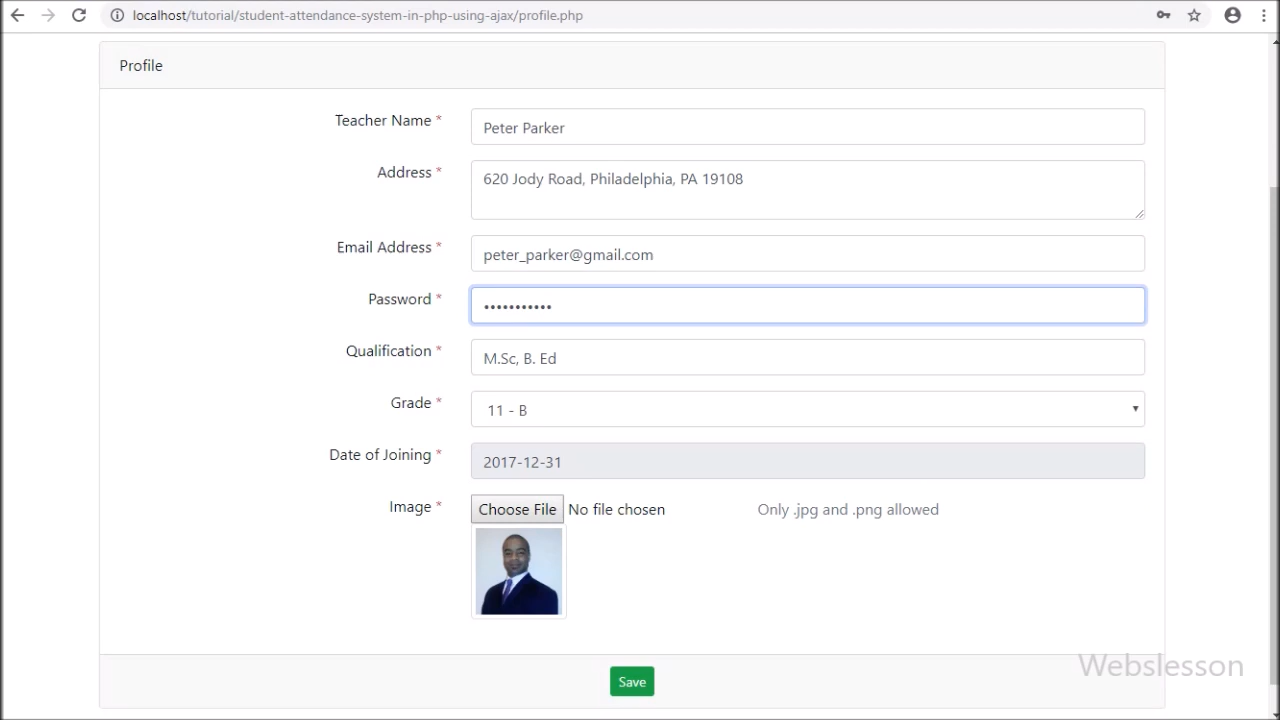 localhost/tutorial/student-attendance-system-in-php-using-ajax/profile.php
Profile
Teacher Name *
Peter Parker
Address *
620 Jody Road, Philadelphia, PA 19108
Email Address *
peter_parker@gmail.com
Password *
•••••••••••
Qualification *
M.Sc, B. Ed
Grade *
11 - B
Date of Joining *
2017-12-31
Image *
Choose File No file chosen
Only .jpg and .png allowed
Webslesson
Save